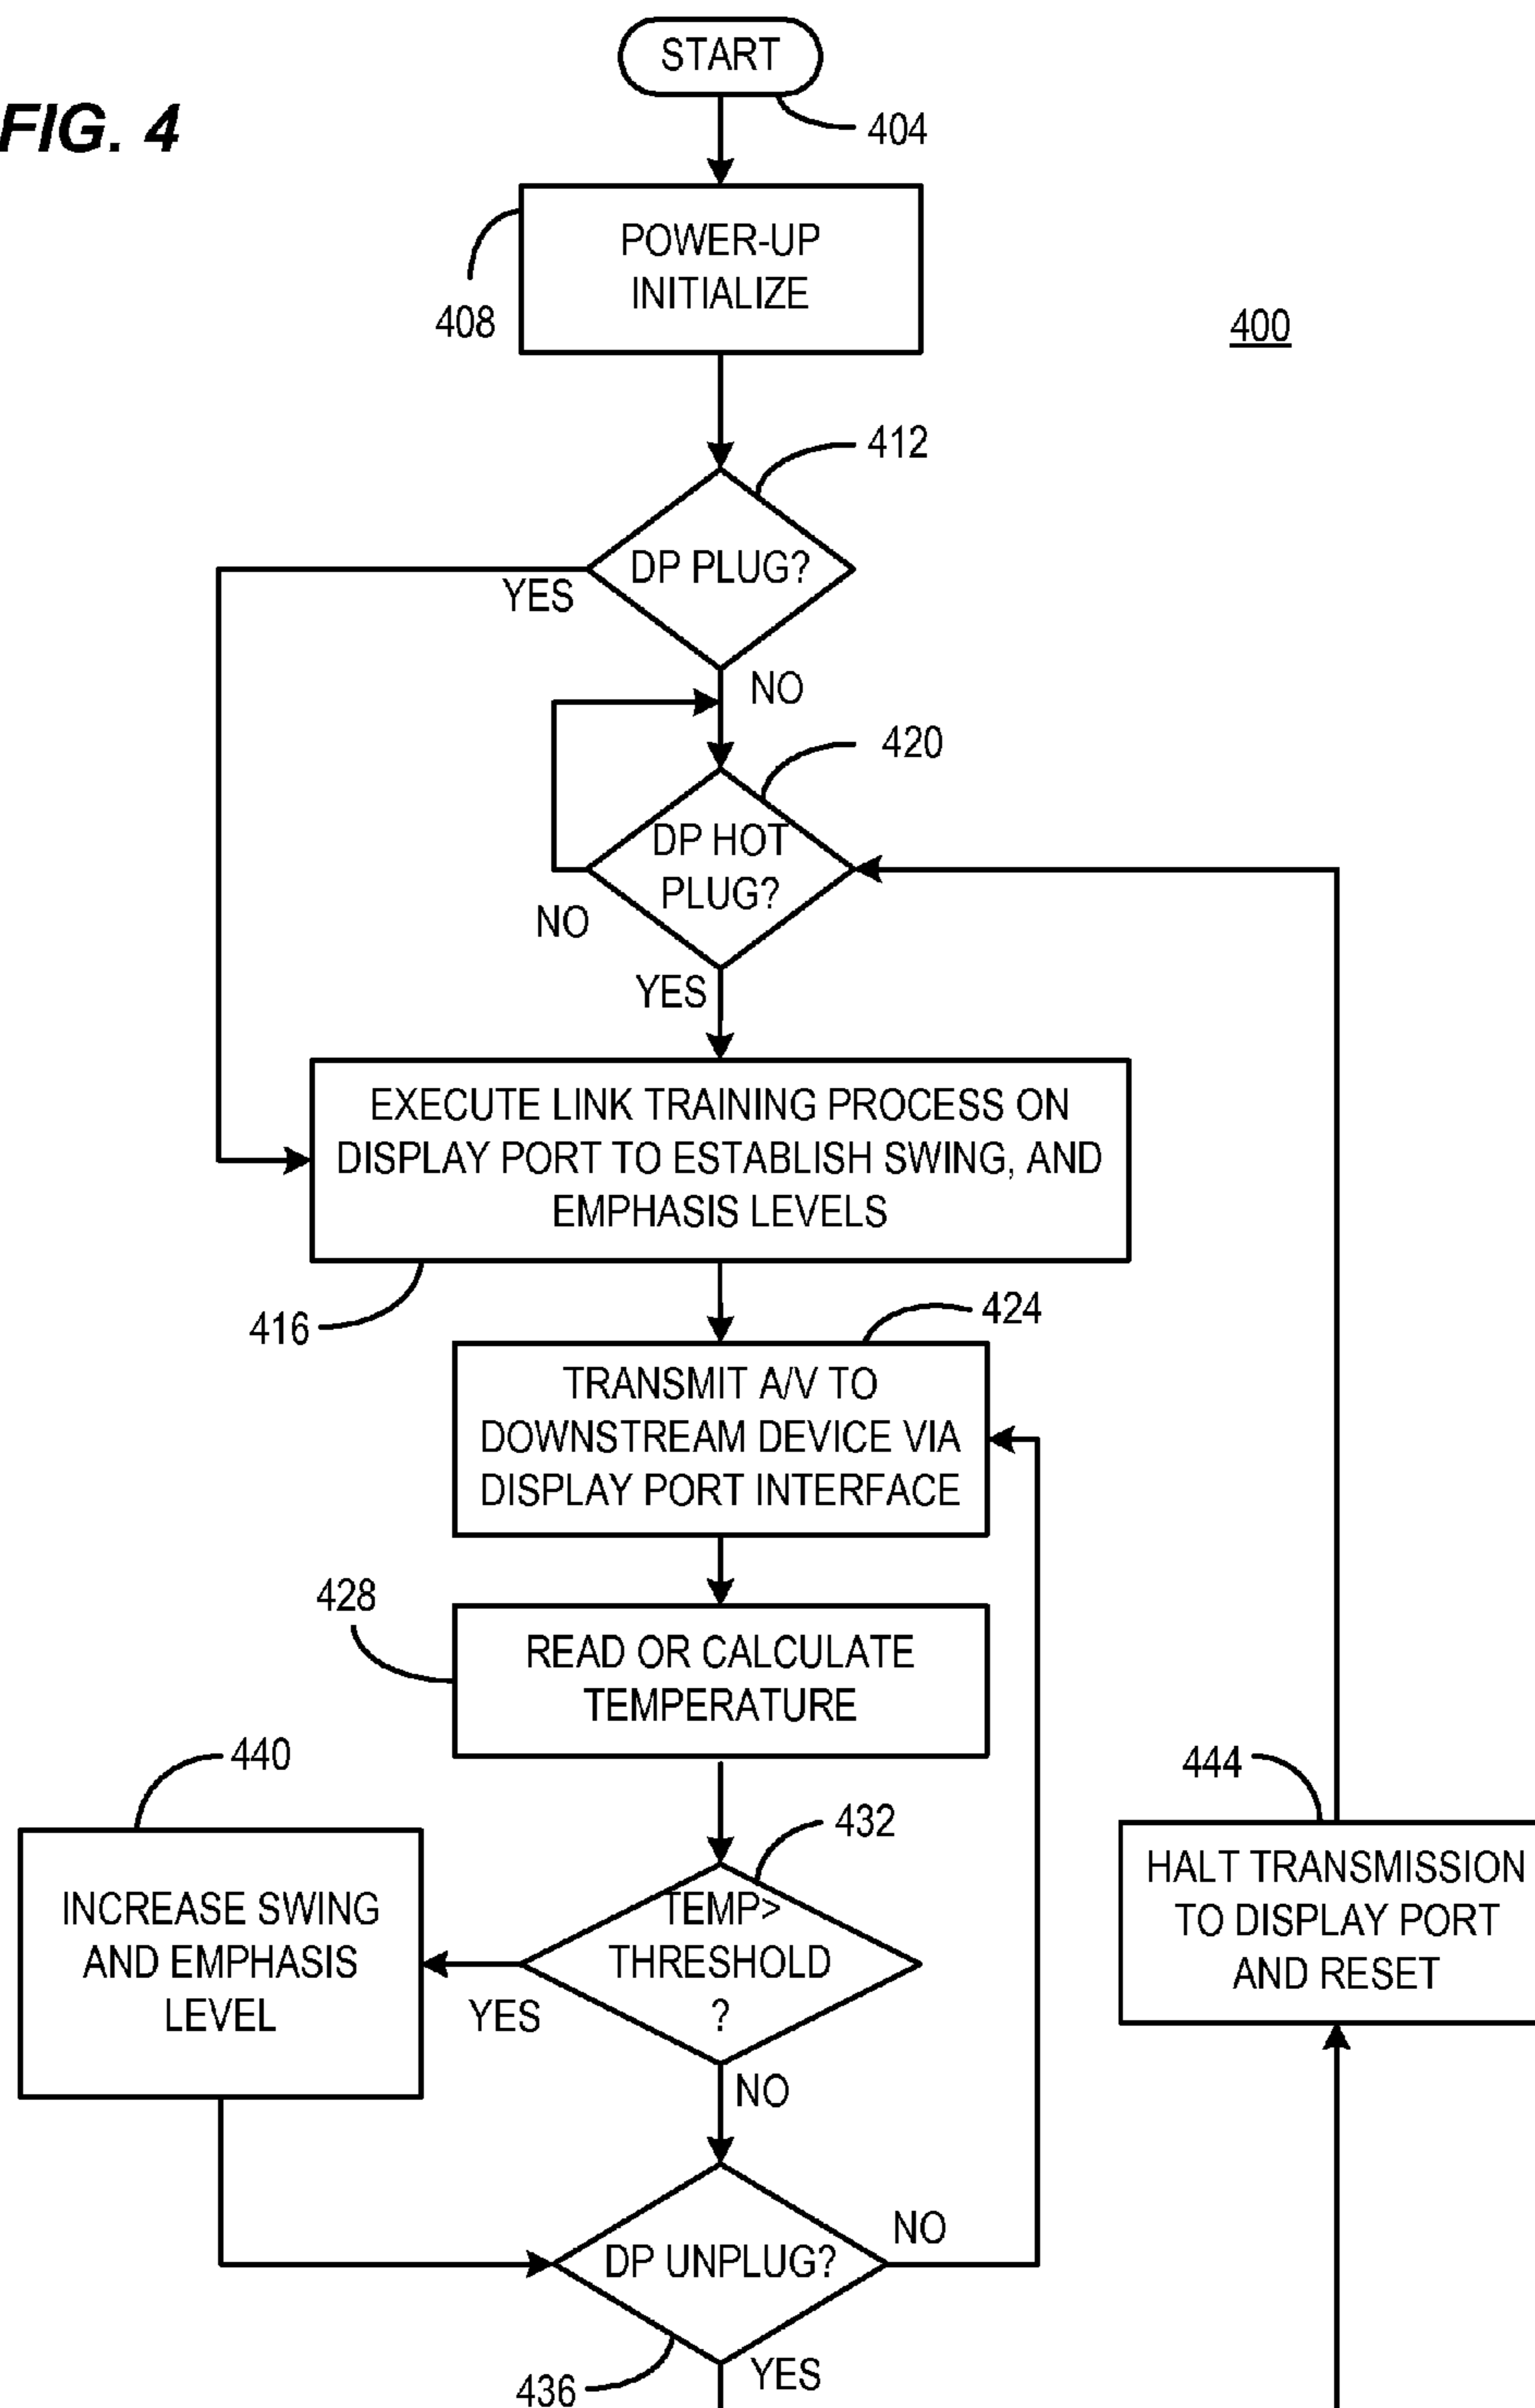 FIG. 4
START
404
POWER-UP
INITIALIZE
408
400
412
DP PLUG?
YES
NO
420
DP HOT
PLUG?
NO
YES
EXECUTE LINK TRAINING PROCESS ON
DISPLAY PORT TO ESTABLISH SWING, AND
EMPHASIS LEVELS
416
424
TRANSMIT A/V TO
DOWNSTREAM DEVICE VIA
DISPLAY PORT INTERFACE
428
READ OR CALCULATE
TEMPERATURE
440
444
432
INCREASE SWING
AND EMPHASIS
LEVEL
TEMP>
THRESHOLD
?
YES
NO
HALT TRANSMISSION
TO DISPLAY PORT
AND RESET
DP UNPLUG?
NO
YES
436